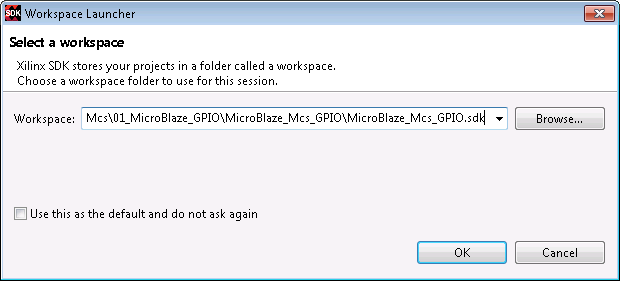 SDK Workspace Launcher
Select a workspace
Xilinx SDK stores your projects in a folder called a workspace.
Choose a workspace folder to use for this session.
Workspace: Mcs\01_MicroBlaze_GPIO\MicroBlaze_Mcs_GPIO\MicroBlaze_Mcs_GPIO.sdk Browse...
Use this as the default and do not ask again
OK Cancel